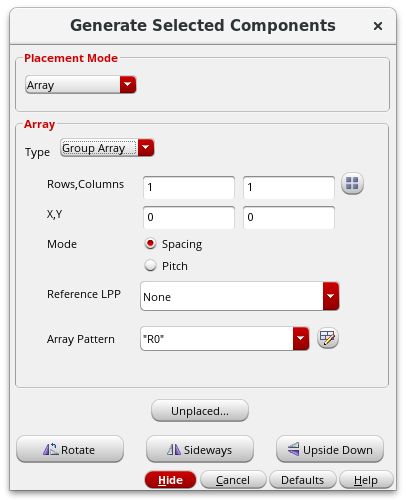 Generate Selected Components
Placement Mode
Array
Array
Type Group Array
Rows,Columns 1 1
X,Y 0 0
Mode Spacing
Pitch
Reference LPP None
Array Pattern "R0"
Unplaced...
Rotate Sideways Upside Down
Hide Cancel Defaults Help